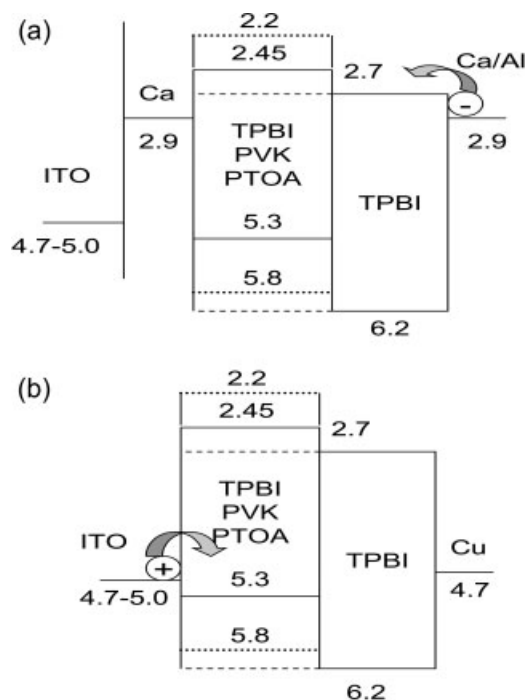 (a)
2.2
2.45
2.7
Ca/Al
Ca
-
2.9
TPBI
PVK
PTOA
2.9
ITO
TPBI
5.3
4.7-5.0
5.8
6.2
(b)
2.2
2.45
2.7
TPBI
PVK
PTOA
ITO
TPBI
Cu
+
5.3
4.7-5.0
4.7
5.8
6.2